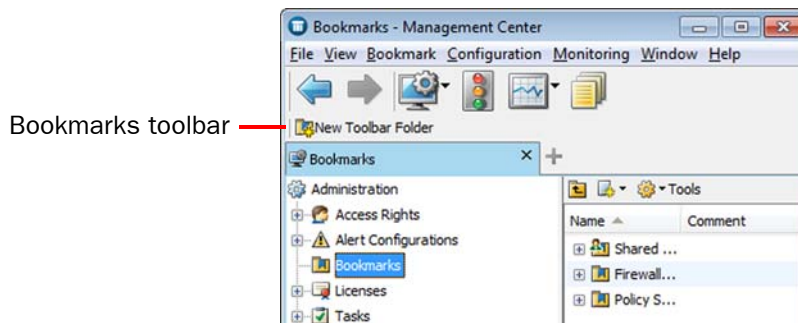 Bookmarks - Management Center
File View Bookmark Configuration Monitoring Window Help
Bookmarks toolbar
New Toolbar Folder
Bookmarks
Administration
Tools
Access Rights
Name Comment
Alert Configurations
Shared ...
Bookmarks
Firewall...
Licenses
Policy S...
Tasks